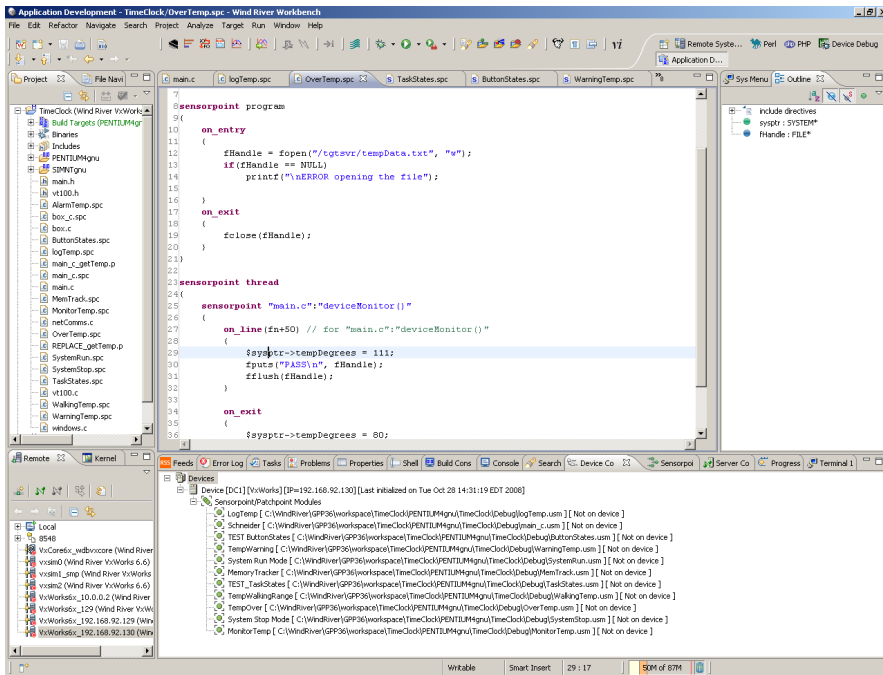 Application Development - TimeClock/OverTemp.spc - Wind River Workbench
File Edit Refactor Navigate Search Project Analyze Target Run Window Help
Remote Syste... Perl PHP Device Debug
Application D...
Project File Navi
TimeClock (Wind River VxWorks
Build Targets (PENTIUM4gr
Binaries
Includes
PENTIUM4gnu
SIMNTgnu
main.h
vt100.h
AlarmTemp.spc
box_c.spc
box.c
ButtonStates.spc
logTemp.spc
main_c_getTemp.p
main_c.spc
main.c
MemTrack.spc
MonitorTemp.spc
netComms.c
OverTemp.spc
REPLACE_getTemp.p
SystemRun.spc
SystemStop.spc
TaskStates.spc
vt100.c
WalkingTemp.spc
WarningTemp.spc
windows.c
main.c logTemp.spc OverTemp.spc TaskStates.spc ButtonStates.spc WarningTemp.spc
7
8 sensorpoint program
9 {
10 on_entry
11 {
12 fHandle = fopen("/tgtsvr/tempData.txt", "w");
13 if(fHandle == NULL)
14 printf("\nERROR opening the file");
15
16 }
17 on_exit
18 {
19 fclose(fHandle);
20 }
21 }
22
23 sensorpoint thread
24 {
25 sensorpoint "main.c":"deviceMonitor()"
26 {
27 on_line(fn+50) // for "main.c":"deviceMonitor()"
28 {
29 $sysptr->tempDegrees = 111;
30 fputs("PASS\n", fHandle);
31 fflush(fHandle);
32 }
33
34 on_exit
35 {
36 $sysptr->tempDegrees = 80;
Sys Menu Outline
include directives
sysptr : SYSTEM*
fHandle : FILE*
Remote Kernel
Local
8548
VxCore6x_wdbvxcore (Wind River
vxsim0 (Wind River VxWorks 6.6)
vxsim1_smp (Wind River VxWorks
vxsim2 (Wind River VxWorks 6.6)
VxWorks6x_10.0.0.2 (Wind River
VxWorks6x_129 (Wind River VxWo
VxWorks6x_192.168.92.129 (Win
VxWorks6x_192.168.92.130 (Win
RSS Feeds Error Log Tasks Problems Properties Shell Build Cons Console Search Device Co Sensorpoi Server Co Progress Terminal 1
Devices
Device [DC1] [VxWorks] [IP=192.168.92.130] [Last initialized on Tue Oct 28 14:31:19 EDT 2008]
Sensorpoint/Patchpoint Modules
LogTemp [ C:\WindRiver\GPP36\workspace\TimeClock\PENTIUM4gnu\TimeClock\Debug\logTemp.usm ] [ Not on device ]
Schneider [ C:\WindRiver\GPP36\workspace\TimeClock\PENTIUM4gnu\TimeClock\Debug\main_c.usm ] [ Not on device ]
TEST ButtonStates [ C:\WindRiver\GPP36\workspace\TimeClock\PENTIUM4gnu\TimeClock\Debug\ButtonStates.usm ] [ Not on device ]
TempWarning [ C:\WindRiver\GPP36\workspace\TimeClock\PENTIUM4gnu\TimeClock\Debug\WarningTemp.usm ] [ Not on device ]
System Run Mode [ C:\WindRiver\GPP36\workspace\TimeClock\PENTIUM4gnu\TimeClock\Debug\SystemRun.usm ] [ Not on device ]
MemoryTracker [ C:\WindRiver\GPP36\workspace\TimeClock\PENTIUM4gnu\TimeClock\Debug\MemTrack.usm ] [ Not on device ]
TEST_TaskStates [ C:\WindRiver\GPP36\workspace\TimeClock\PENTIUM4gnu\TimeClock\Debug\TaskStates.usm ] [ Not on device ]
TempWalkingRange [ C:\WindRiver\GPP36\workspace\TimeClock\PENTIUM4gnu\TimeClock\Debug\WalkingTemp.usm ] [ Not on device ]
TempOver [ C:\WindRiver\GPP36\workspace\TimeClock\PENTIUM4gnu\TimeClock\Debug\OverTemp.usm ] [ Not on device ]
System Stop Mode [ C:\WindRiver\GPP36\workspace\TimeClock\PENTIUM4gnu\TimeClock\Debug\SystemStop.usm ] [ Not on device ]
MonitorTemp [ C:\WindRiver\GPP36\workspace\TimeClock\PENTIUM4gnu\TimeClock\Debug\MonitorTemp.usm ] [ Not on device ]
Writable Smart Insert 29 : 17 50M of 87M